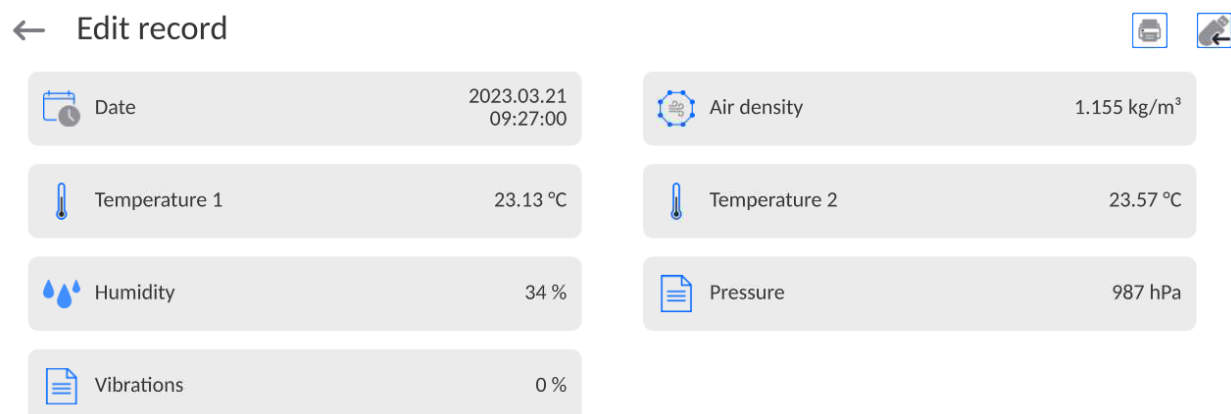 Edit record
Date
2023.03.21
09:27:00
Air density
1.155 kg/m³
Temperature 1
23.13 °C
Temperature 2
23.57 °C
Humidity
34 %
Pressure
987 hPa
Vibrations
0 %